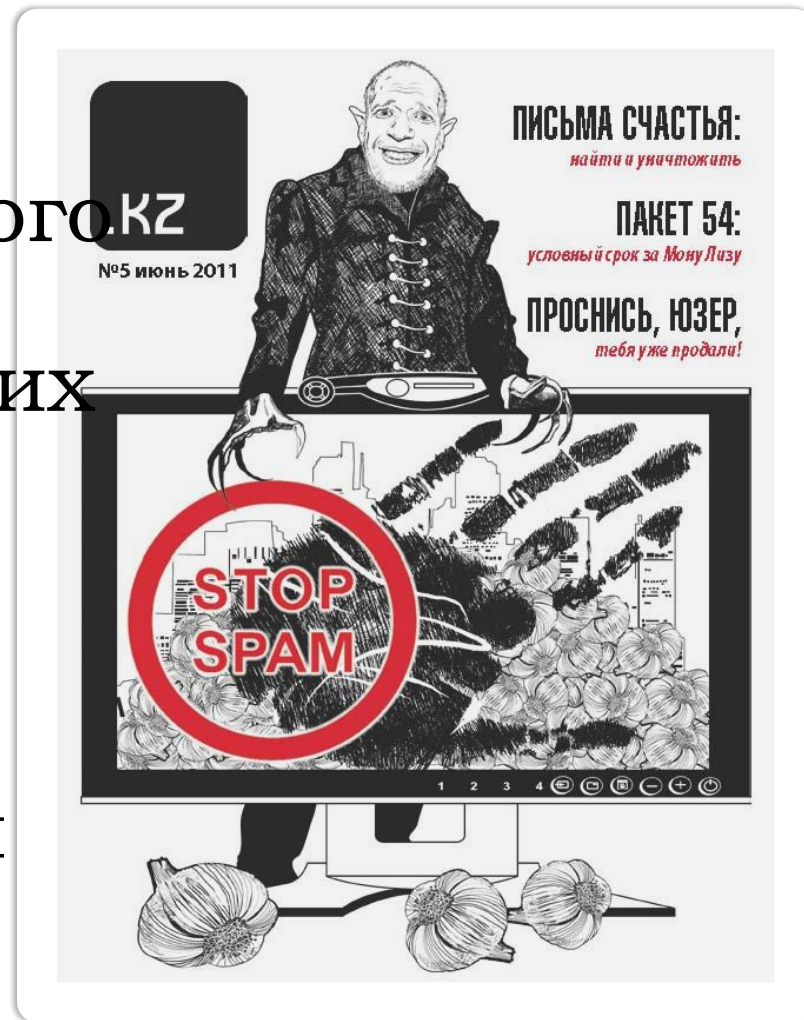 ого
.KZ
№5 июнь 2011
ПИСЬМА СЧАСТЬЯ:
найти и уничтожить
ПАКЕТ 54:
условный срок за Мону Лизу
ПРОСНИСЬ, ЮЗЕР,
тебя уже продали!
их
STOP
SPAM
1 2 3 4